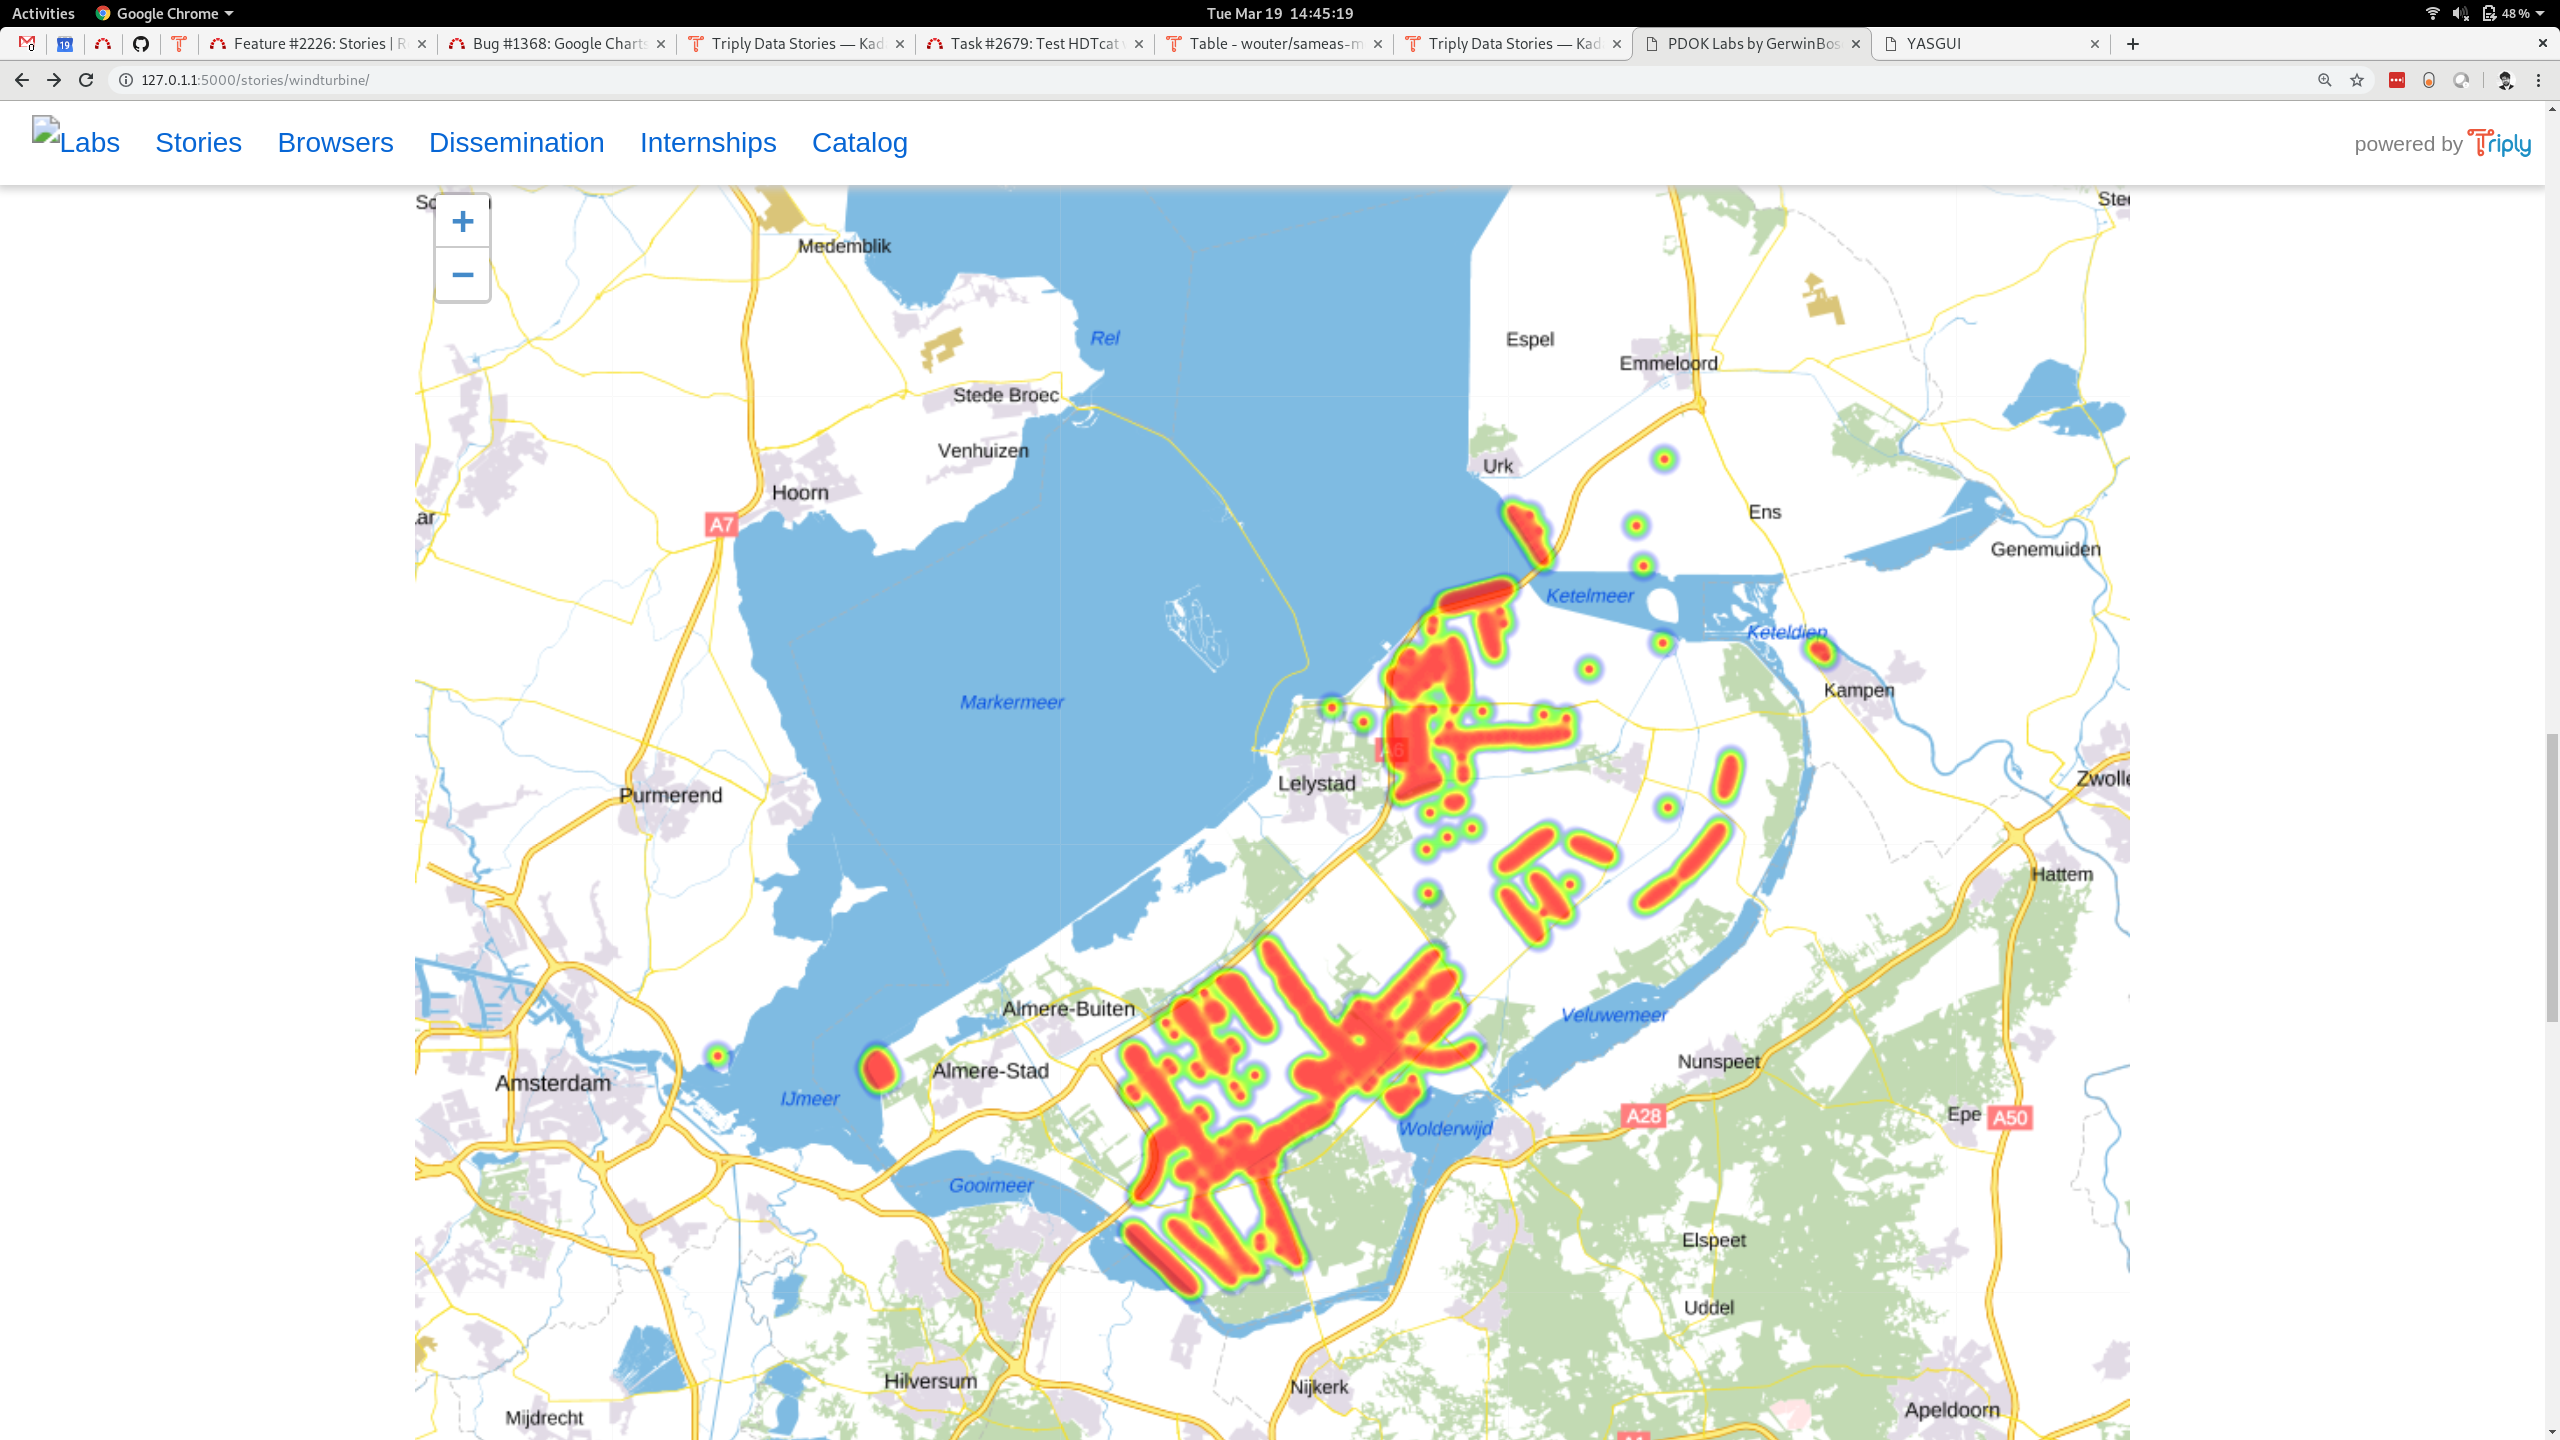 Activities Google Chrome Tue Mar 19 14:45:19 48 %
Feature #2226: Stories | R
Bug #1368: Google Chart
Triply Data Stories — Kad
Task #2679: Test HDTcat
Table - wouter/sameas-m
Triply Data Stories — Kad
PDOK Labs by GerwinBos
YASGUI
127.0.1.1:5000/stories/windturbine/
Labs Stories Browsers Dissemination Internships Catalog powered by Triply
+
−
Sc
Stee
Medemblik
Rel
Espel
Emmeloord
Stede Broec
Venhuizen
Urk
Hoorn
Ens
ar
A7
Genemuiden
Ketelmeer
Keteldiep
Kampen
Markermeer
A6
Zwolle
Lelystad
Purmerend
Hattem
Almere-Buiten
Veluwemeer
Nunspeet
Almere-Stad
Amsterdam
IJmeer
A28
Epe
A50
Wolderwijd
Gooimeer
Elspeet
Uddel
Hilversum
Nijkerk
Apeldoorn
Mijdrecht